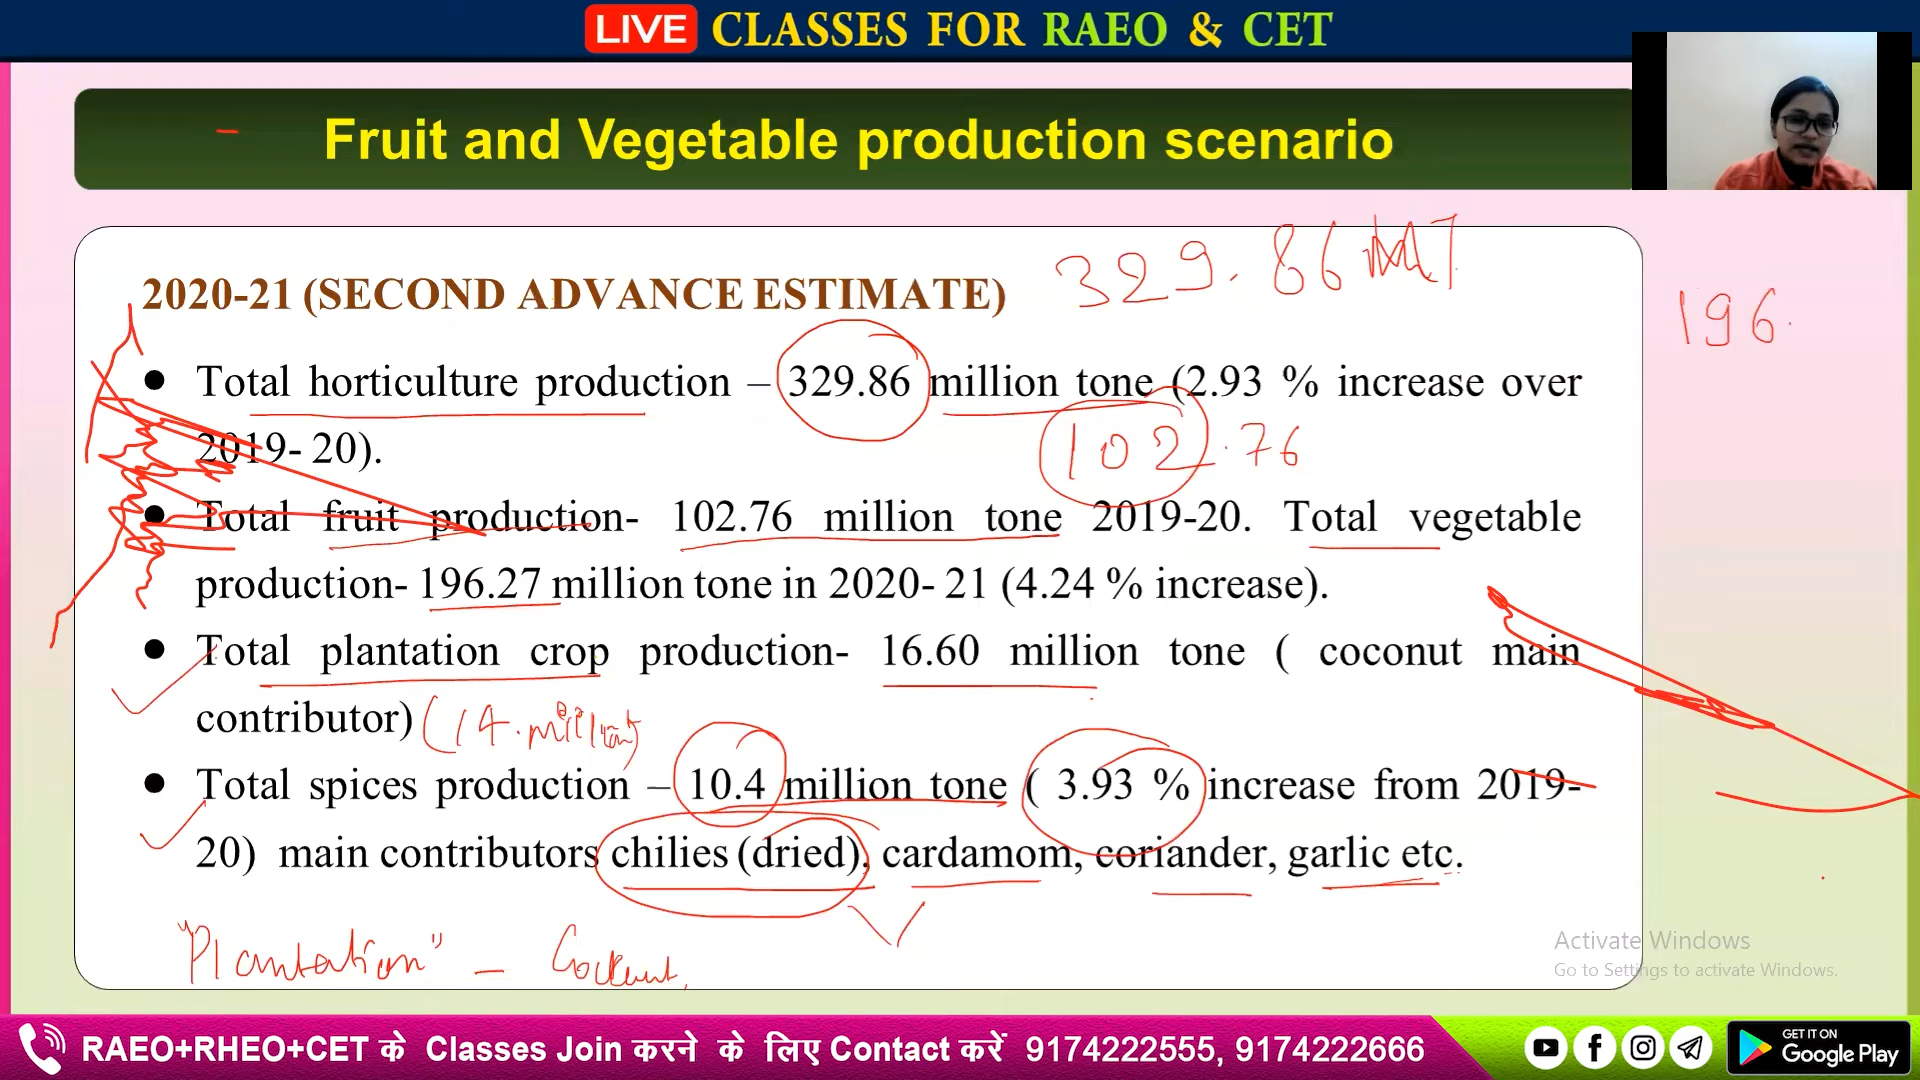 LIVE CLASSES FOR RAEO & CET
Fruit and Vegetable production scenario
329.86 MT
2020-21 (SECOND ADVANCE ESTIMATE)
196.
● Total horticulture production – 329.86 million tone (2.93 % increase over
2019- 20).
102.76
● Total fruit production- 102.76 million tone 2019-20. Total vegetable
production- 196.27 million tone in 2020- 21 (4.24 % increase).
● Total plantation crop production- 16.60 million tone ( coconut main
contributor) (14. million)
● Total spices production – 10.4 million tone ( 3.93 % increase from 2019-
20) main contributors chilies (dried), cardamom, coriander, garlic etc.
"Plantation" –
Activate Windows
Go to Settings to activate Windows.
RAEO+RHEO+CET के Classes Join करने के लिए Contact करें 9174222555, 9174222666
GET IT ON
Google Play